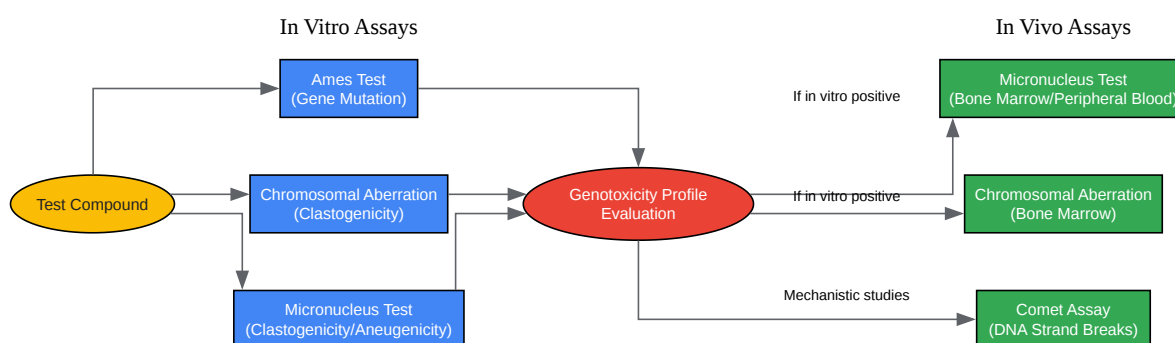 In Vitro Assays
In Vivo Assays
Ames Test
(Gene Mutation)
If in vitro positive
Micronucleus Test
(Bone Marrow/Peripheral Blood)
Test Compound
Chromosomal Aberration
(Clastogenicity)
Genotoxicity Profile
Evaluation
If in vitro positive
Chromosomal Aberration
(Bone Marrow)
Micronucleus Test
(Clastogenicity/Aneugenicity)
Mechanistic studies
Comet Assay
(DNA Strand Breaks)